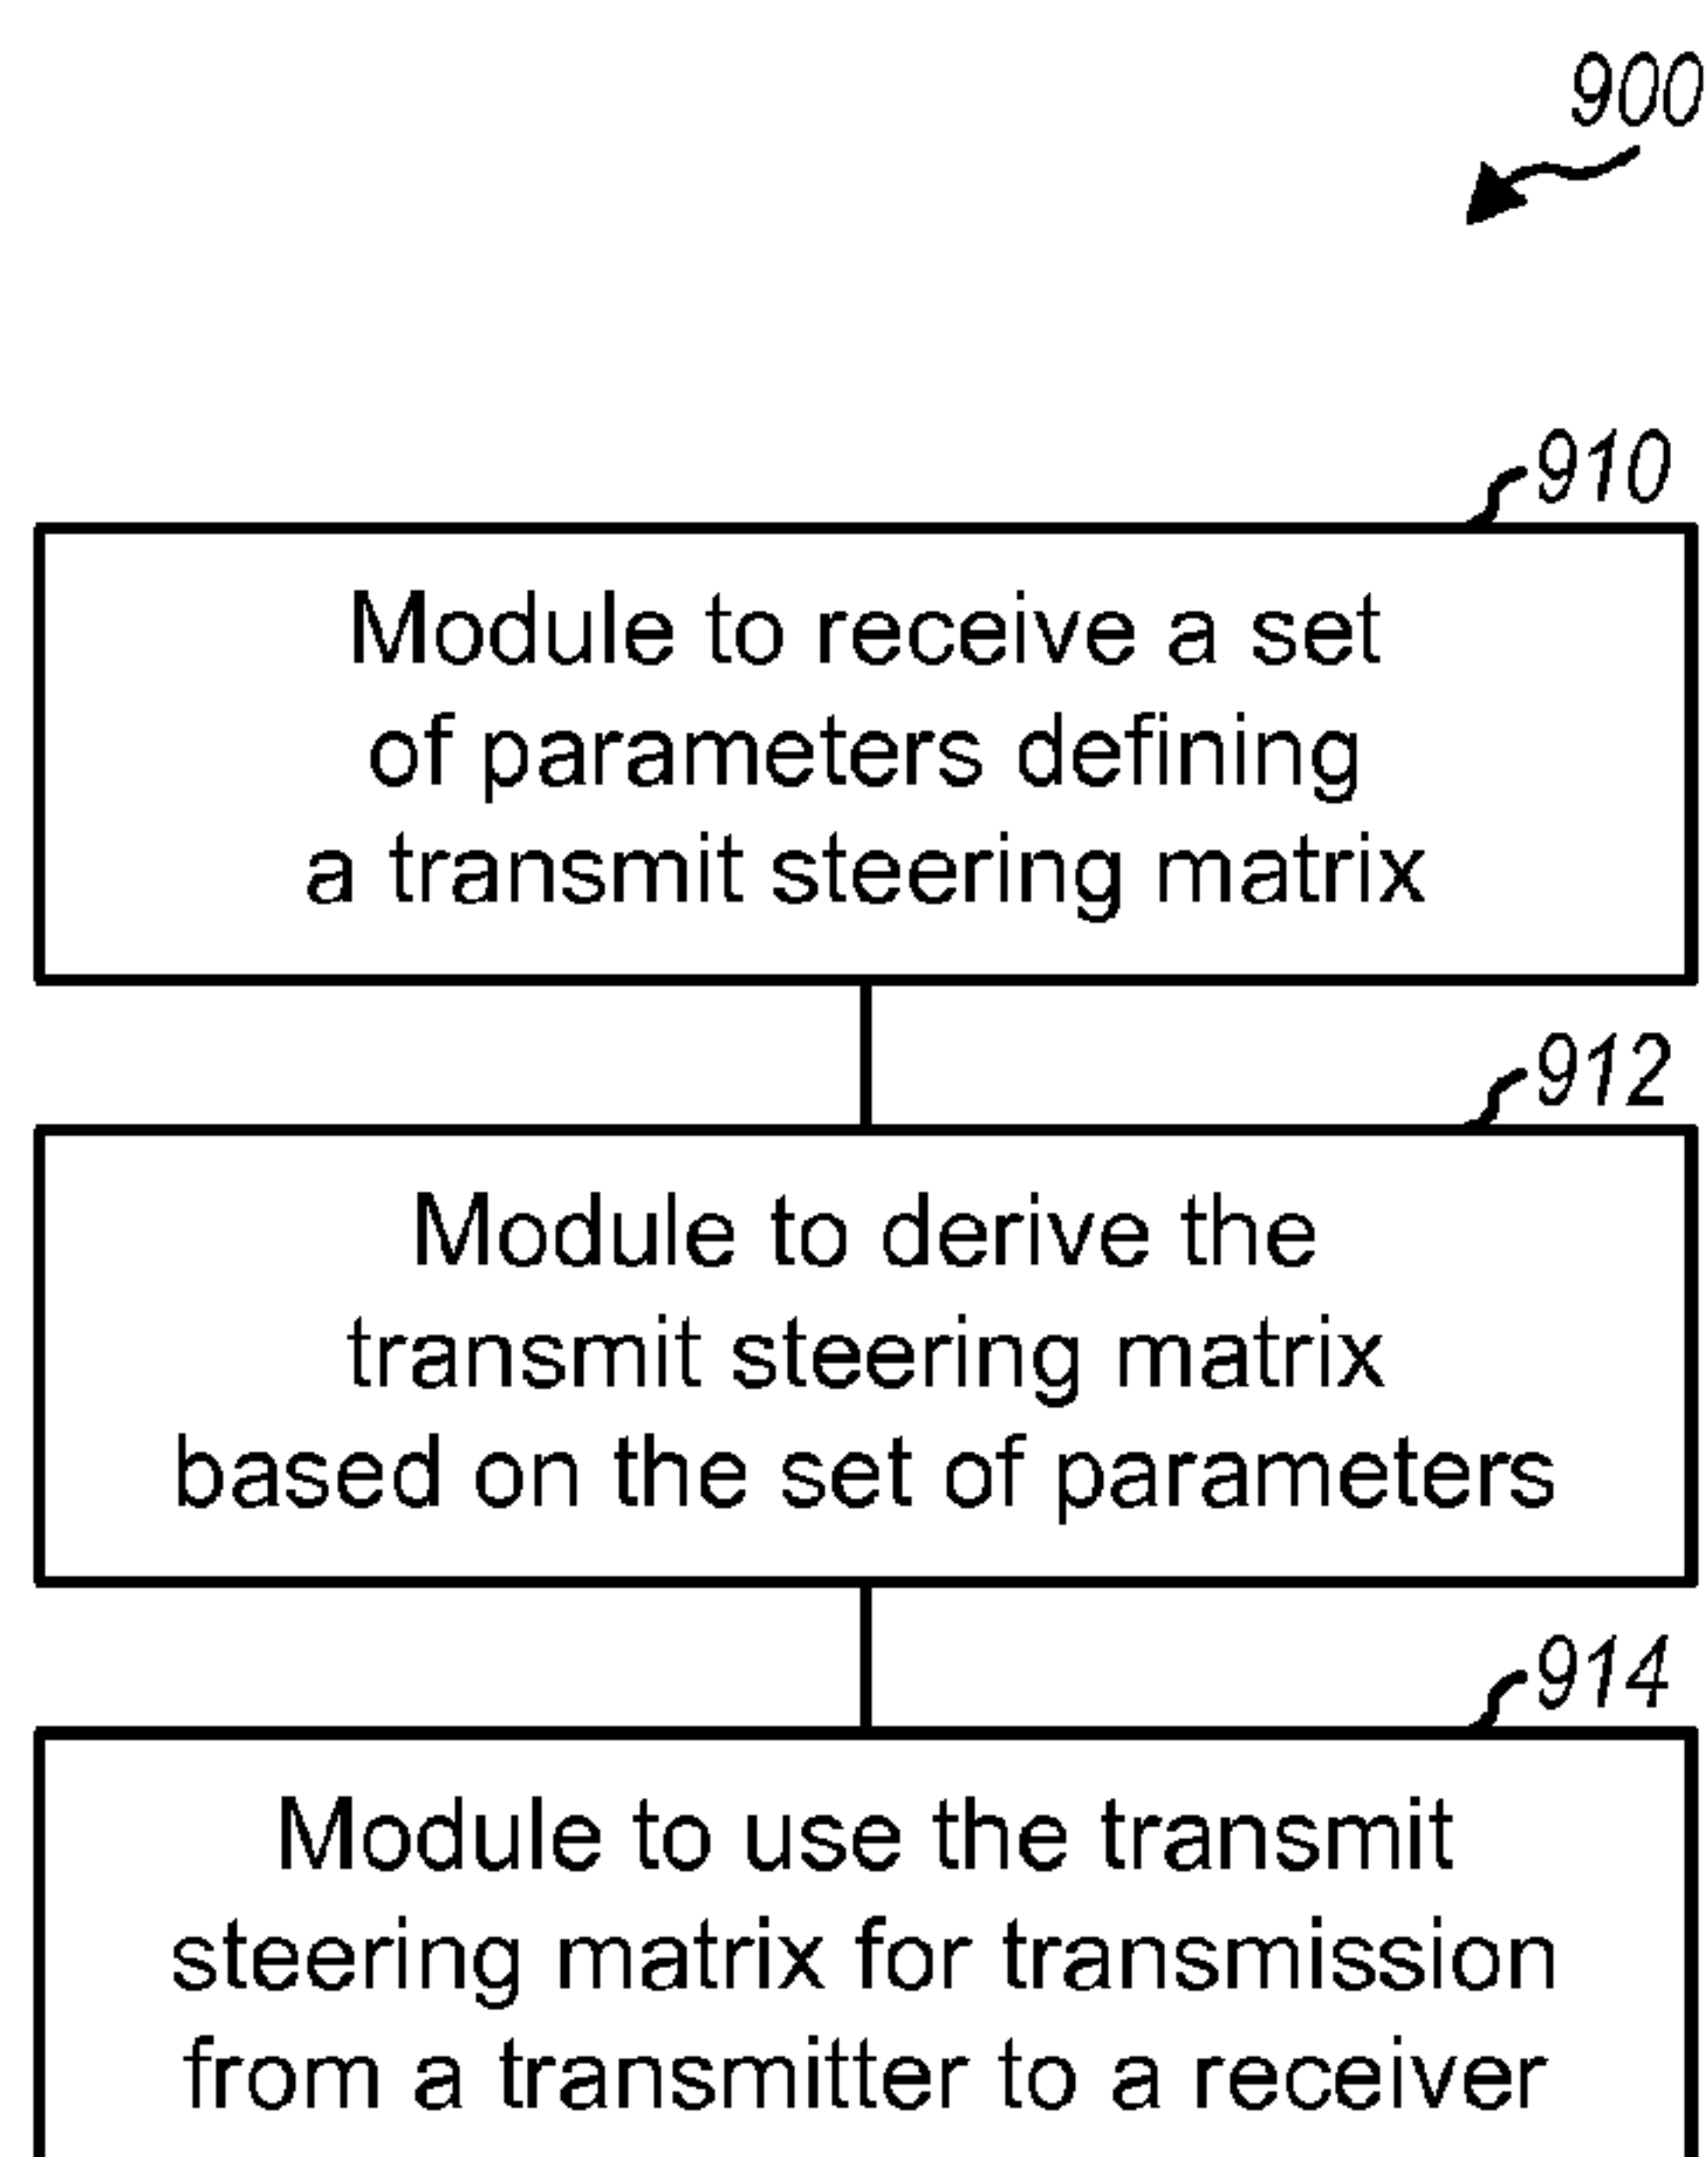 900
910
Module to receive a set
of parameters defining
a transmit steering matrix
912
Module to derive the
transmit steering matrix
based on the set of parameters
914
Module to use the transmit
steering matrix for transmission
from a transmitter to a receiver